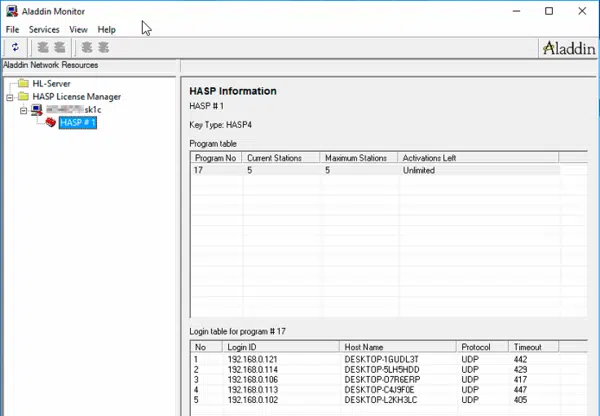 Aladdin Monitor
File Services View Help
Aladdin
Aladdin Network Resources
HL-Server
HASP License Manager
sk1c
HASP # 1
HASP Information
HASP # 1
Key Type: HASP4
Program table
Program No Current Stations Maximum Stations Activations Left
17 5 5 Unlimited
Login table for program # 17
No Login ID Host Name Protocol Timeout
1 192.168.0.121 DESKTOP-1GUDL3T UDP 442
2 192.168.0.114 DESKTOP-5LH5HDD UDP 429
3 192.168.0.106 DESKTOP-O7R6ERP UDP 417
4 192.168.0.113 DESKTOP-C4J9F0E UDP 447
5 192.168.0.102 DESKTOP-L2KH3LC UDP 405